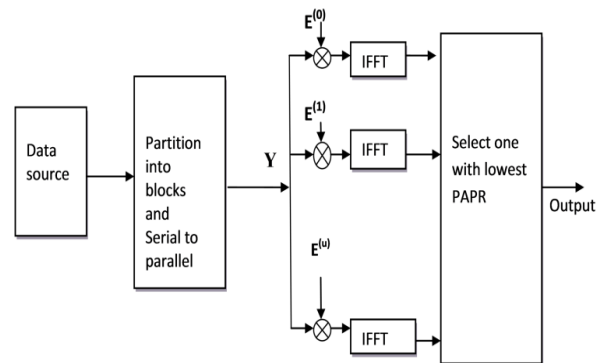 Data
source
Partition
into
blocks
and
Serial to
parallel
Y
E(0)
IFFT
E(1)
IFFT
E(u)
IFFT
Select one
with lowest
PAPR
Output